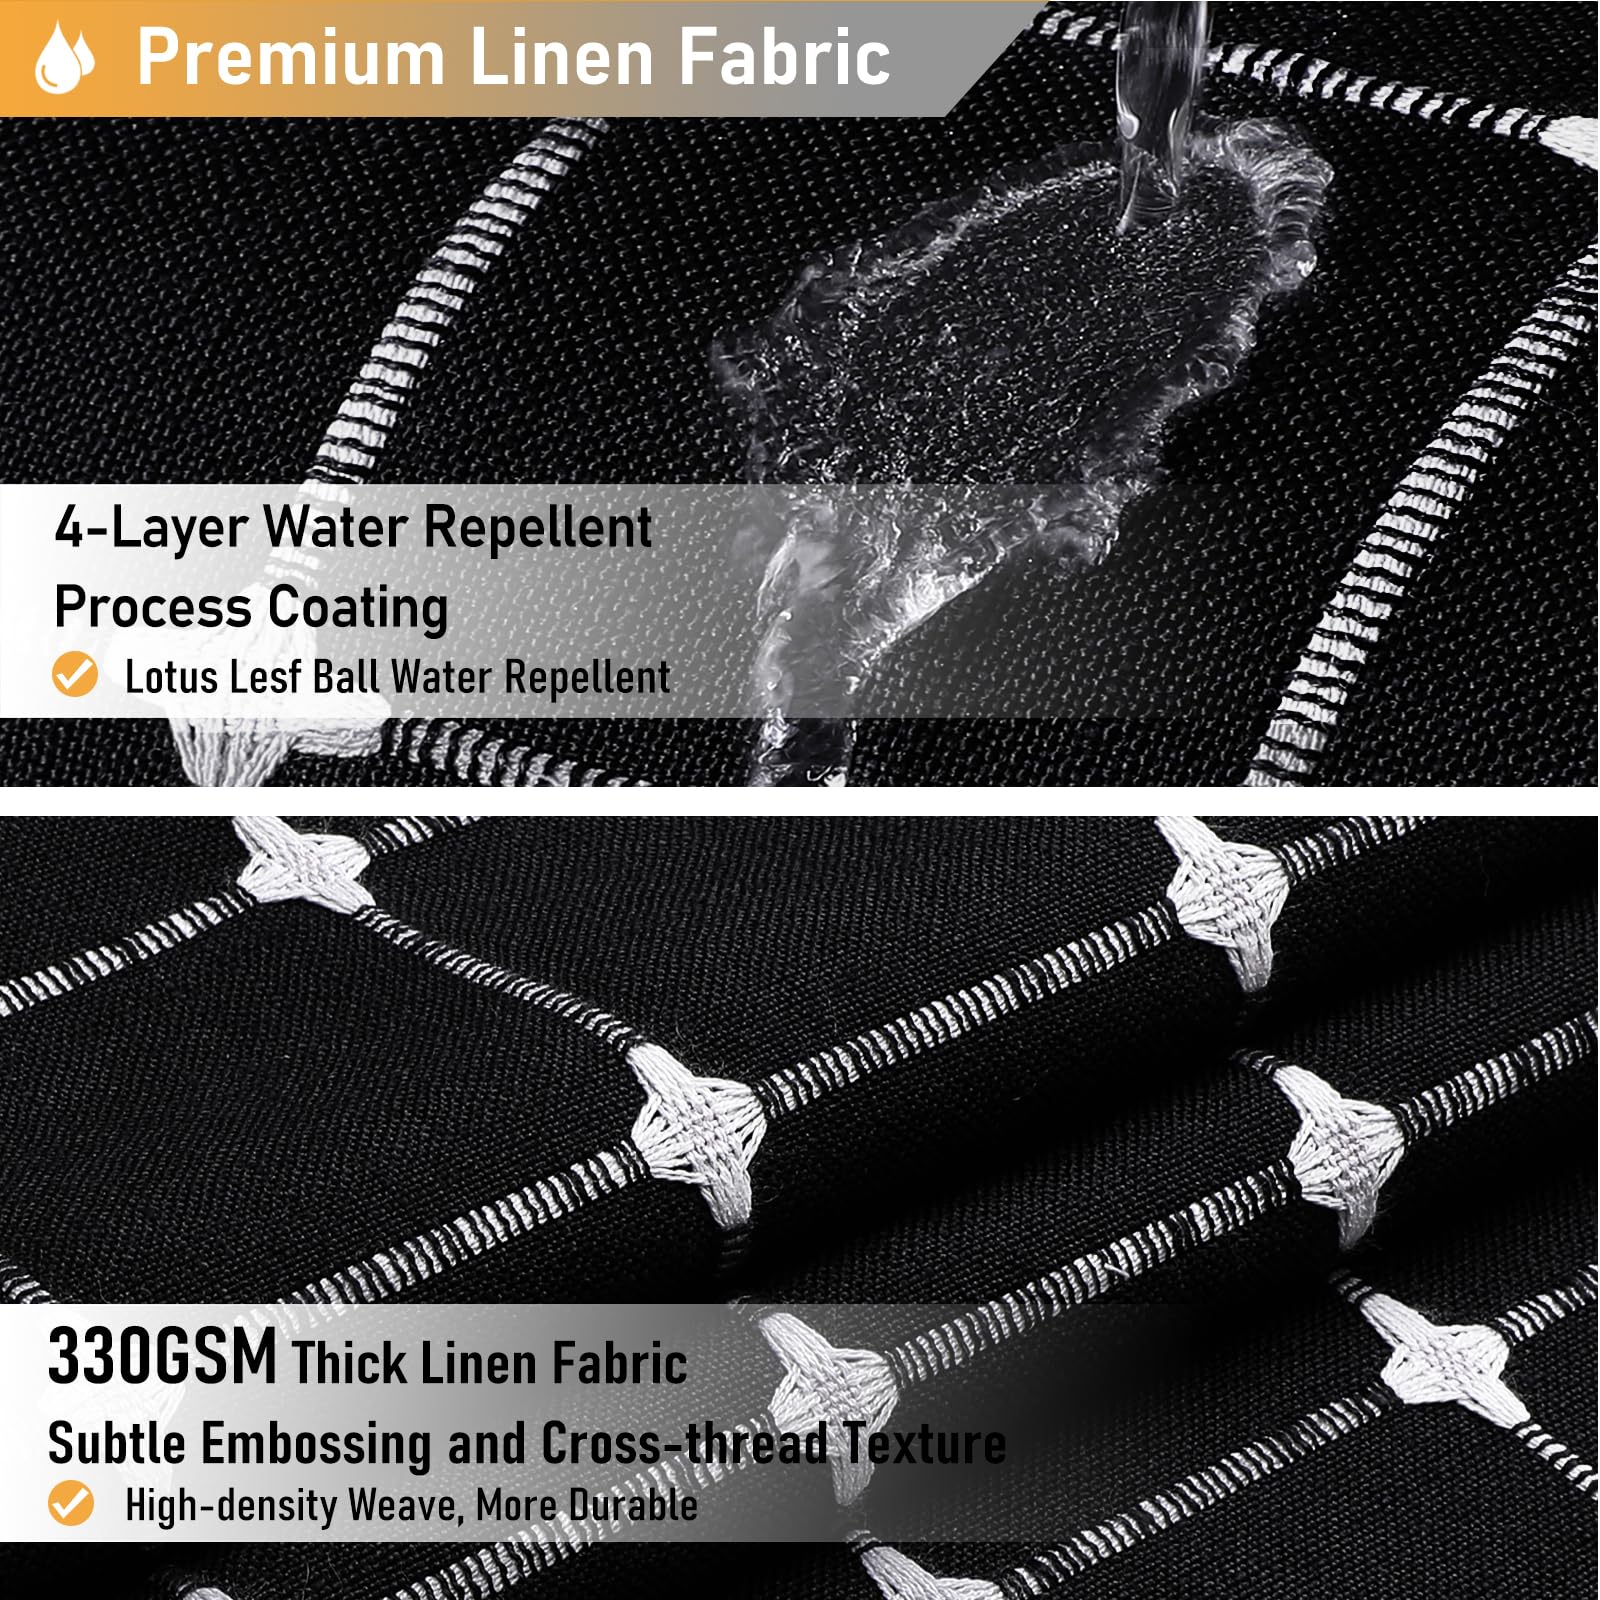 Premium Linen Fabric
4-Layer Water Repellent
Process Coating
Lotus Lesf Ball Water Repellent
330GSM Thick Linen Fabric
Subtle Embossing and Cross-thread Texture
High-density Weave, More Durable